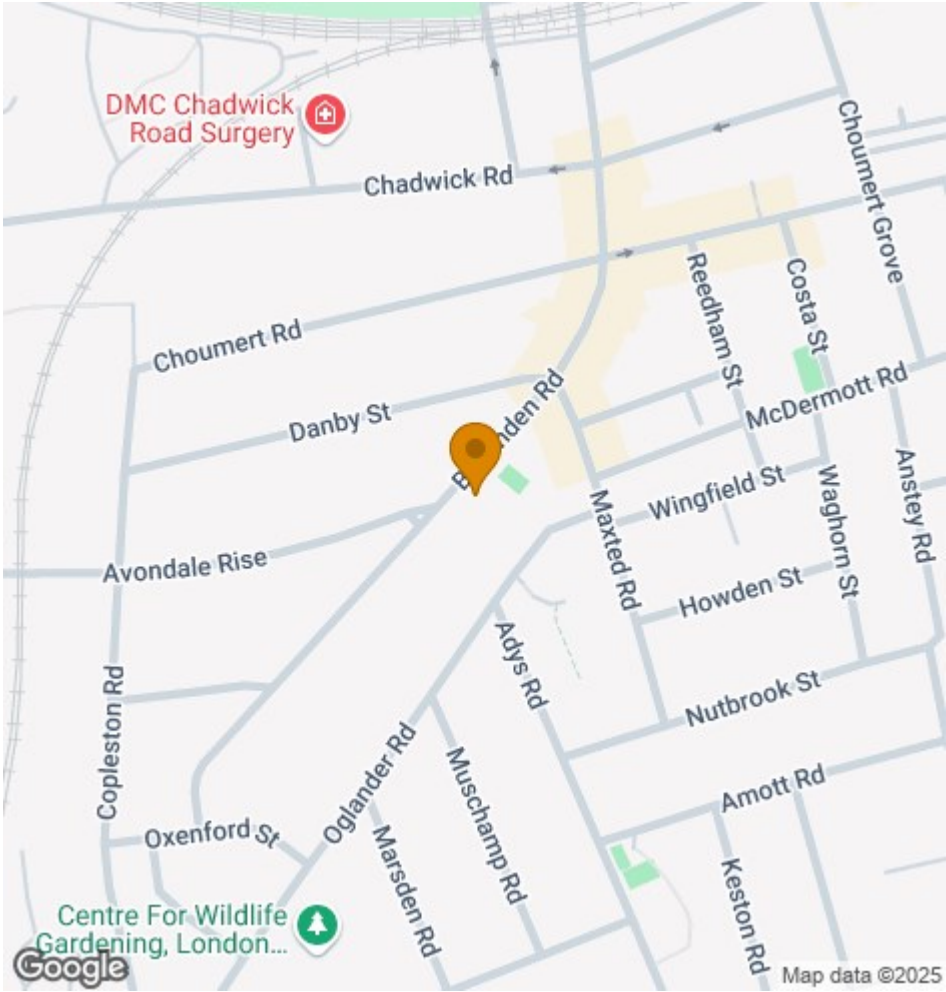 DMC Chadwick
Road Surgery
Chadwick Rd
Choumert Grove
Choumert Rd
Reedham St
Costa St
Danby St
McDermott Rd
Wingfield St
Waghorn St
Anstey Rd
Maxted Rd
Avondale Rise
Howden St
Adys Rd
Copleston Rd
Nutbrook St
Oglander Rd
Muschamp Rd
Amott Rd
Oxenford St
Marsden Rd
Keston Rd
Centre For Wildlife
Gardening, London...
Google
Map data ©2025